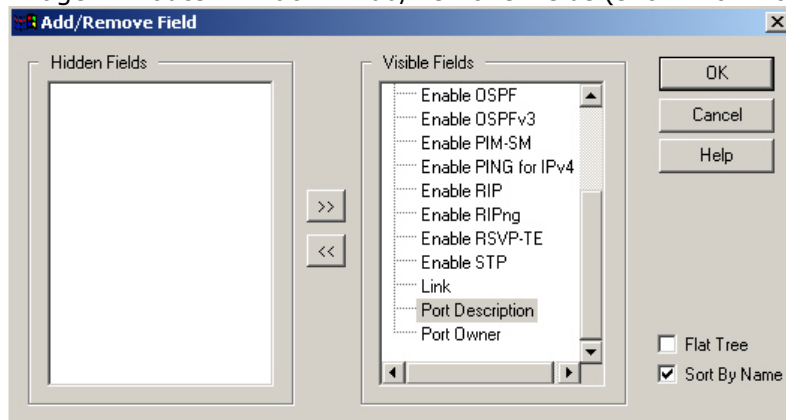 Add/Remove Field
Hidden Fields
>>
<<
Visible Fields
Enable OSPF
Enable OSPFv3
Enable PIM-SM
Enable PING for IPv4
Enable RIP
Enable RIPng
Enable RSVP-TE
Enable STP
Link
Port Description
Port Owner
OK
Cancel
Help
Flat Tree
Sort By Name